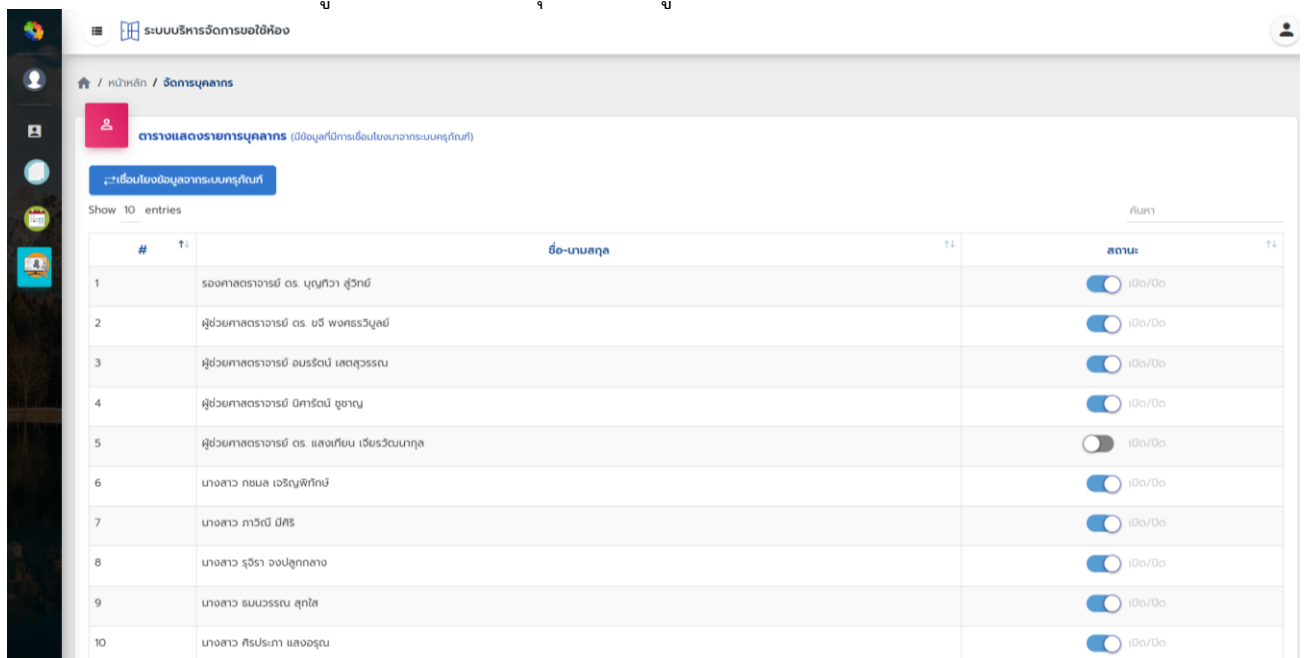 ระบบบริหารจัดการขอใช้ห้อง
/ หน้าหลัก / จัดการบุคลากร
ตารางแสดงรายการบุคลากร (มีข้อมูลที่มีการเชื่อมโยงมาจากระบบครุภัณฑ์)
เชื่อมโยงข้อมูลจากระบบครุภัณฑ์
Show 10 entries
ค้นหา
# ชื่อ-นามสกุล สถานะ
1 รองศาสตราจารย์ ดร. บุญทิวา สู่วิทย์ เปิด/ปิด
2 ผู้ช่วยศาสตราจารย์ ดร. ขจี พงศธรวิบูลย์ เปิด/ปิด
3 ผู้ช่วยศาสตราจารย์ อมรรัตน์ เสตสุวรรณ เปิด/ปิด
4 ผู้ช่วยศาสตราจารย์ นิศารัตน์ ชูชาญ เปิด/ปิด
5 ผู้ช่วยศาสตราจารย์ ดร. แสงเทียน เจียรวัฒนากุล เปิด/ปิด
6 นางสาว กชมล เจริญพิทักษ์ เปิด/ปิด
7 นางสาว ภาวิณี มีศิริ เปิด/ปิด
8 นางสาว รุจิรา จงปลูกกลาง เปิด/ปิด
9 นางสาว ธมนวรรณ สุกใส เปิด/ปิด
10 นางสาว ศิรประภา แสงอรุณ เปิด/ปิด